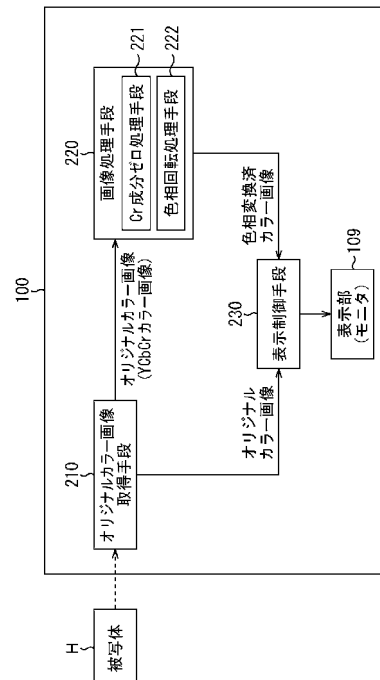 100
H
被写体
210
オリジナルカラー画像
取得手段
オリジナルカラー画像
(YCbCrカラー画像)
220
画像処理手段
Cr成分ゼロ処理手段
221
色相回転処理手段
222
オリジナル
カラー画像
色相変換済
カラー画像
230
表示制御手段
109
表示部
(モニタ)